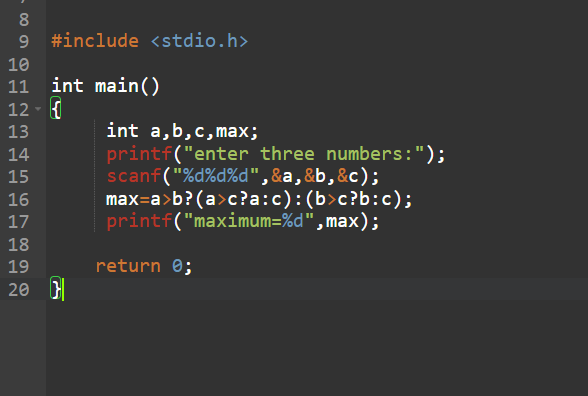 8
9 #include <stdio.h>
10
11 int main()
12 {
13 int a,b,c,max;
14 printf("enter three numbers:");
15 scanf("%d%d%d",&a,&b,&c);
16 max=a>b?(a>c?a:c):(b>c?b:c);
17 printf("maximum=%d",max);
18
19 return 0;
20 }